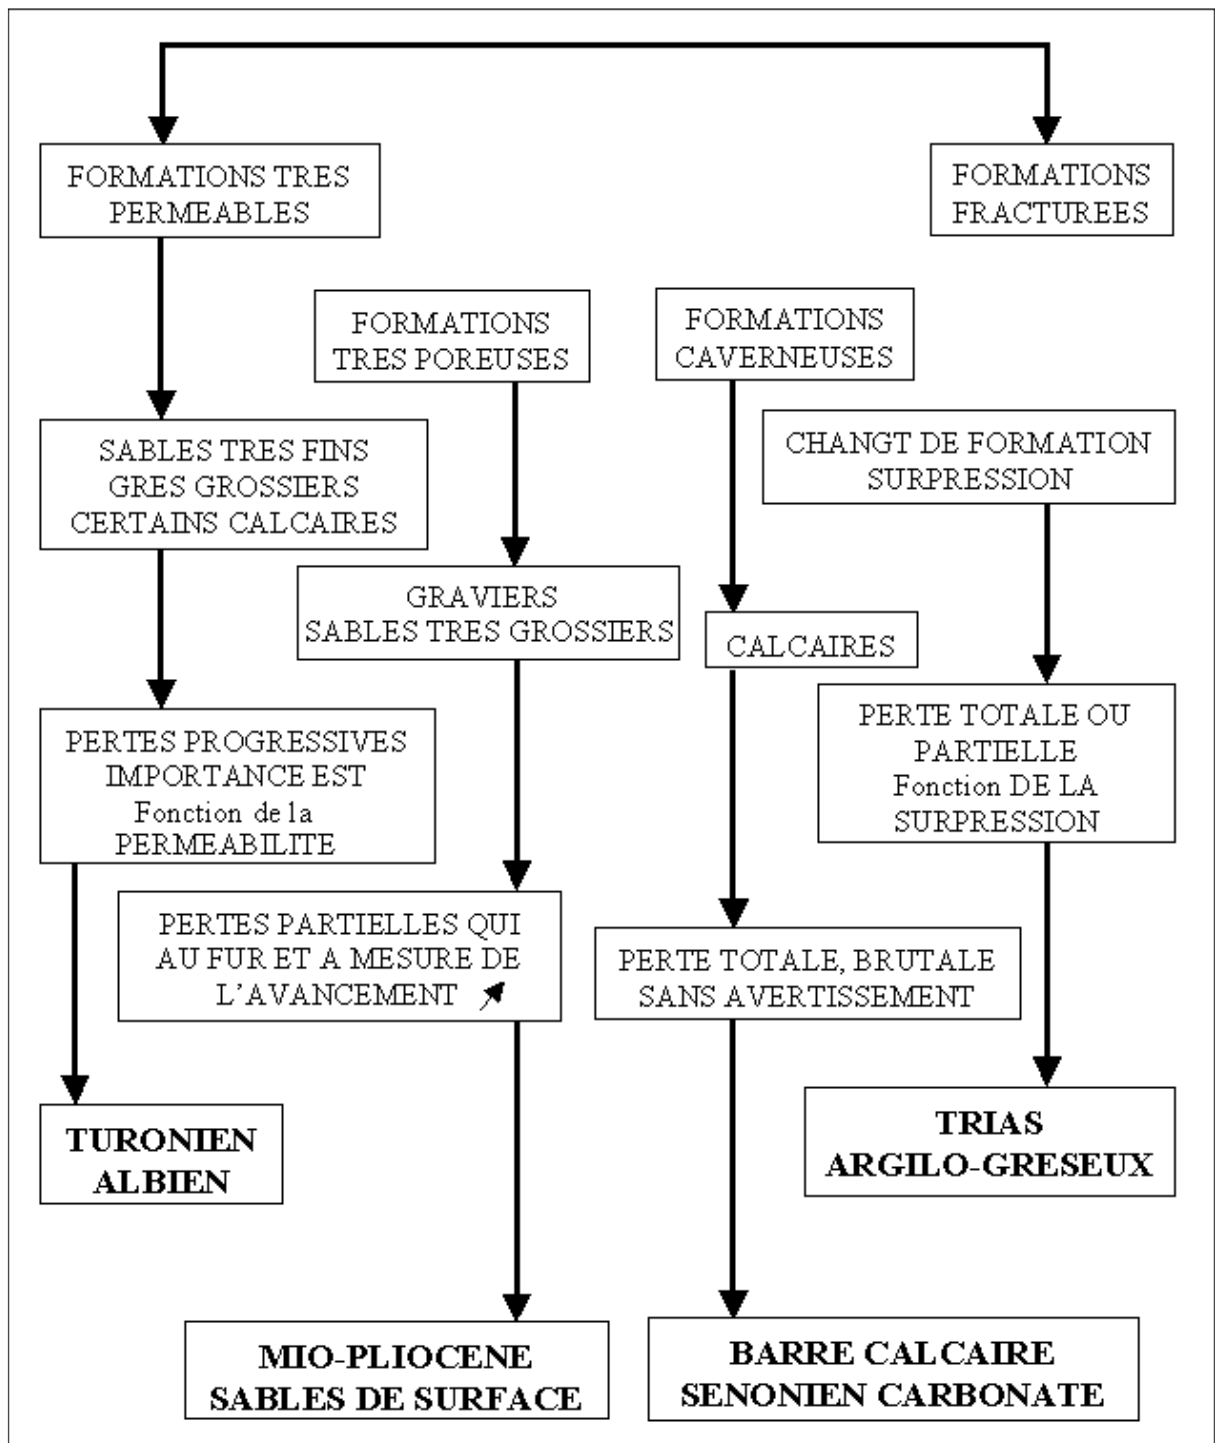 FORMATIONS TRES
PERMEABLES
FORMATIONS
FRACTUREES
FORMATIONS
TRES POREUSES
FORMATIONS
CAVERNEUSES
SABLES TRES FINS
GRES GROSSIERS
CERTAINS CALCAIRES
CHANGT DE FORMATION
SURPRESSION
GRAVIERS
SABLES TRES GROSSIERS
CALCAIRES
PERTES PROGRESSIVES
IMPORTANCE EST
Fonction de la
PERMEABILITE
PERTE TOTALE OU
PARTIELLE
Fonction DE LA
SURPRESSION
PERTES PARTIELLES QUI
AU FUR ET A MESURE DE
L'AVANCEMENT
PERTE TOTALE, BRUTALE
SANS AVERTISSEMENT
TURONIEN
ALBIEN
TRIAS
ARGILO-GRESEUX
MIO-PLIOCENE
SABLES DE SURFACE
BARRE CALCAIRE
SENONIEN CARBONATE